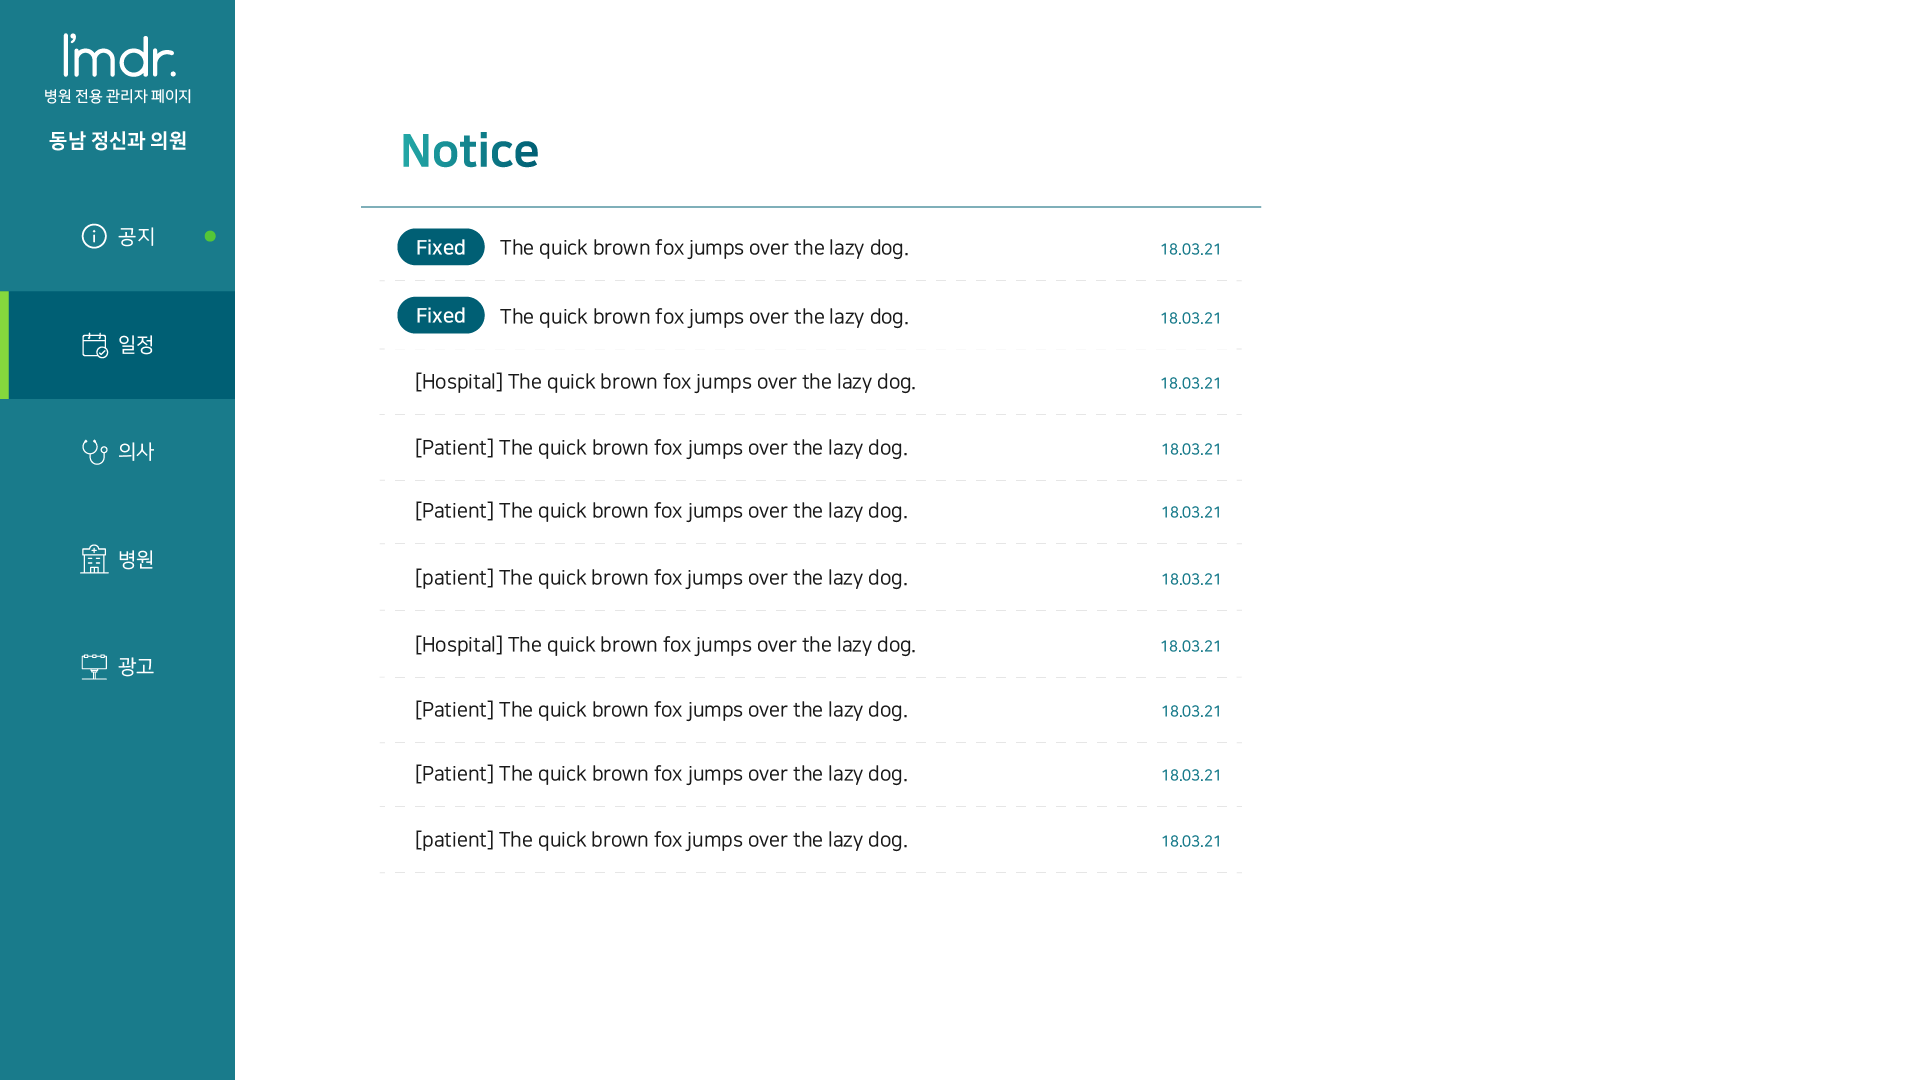 I'mdr.
병원 전용 관리자 페이지
동남 정신과 의원
공지
일정
의사
병원
광고
Notice
Fixed The quick brown fox jumps over the lazy dog. 18.03.21
Fixed The quick brown fox jumps over the lazy dog. 18.03.21
[Hospital] The quick brown fox jumps over the lazy dog. 18.03.21
[Patient] The quick brown fox jumps over the lazy dog. 18.03.21
[Patient] The quick brown fox jumps over the lazy dog. 18.03.21
[patient] The quick brown fox jumps over the lazy dog. 18.03.21
[Hospital] The quick brown fox jumps over the lazy dog. 18.03.21
[Patient] The quick brown fox jumps over the lazy dog. 18.03.21
[Patient] The quick brown fox jumps over the lazy dog. 18.03.21
[patient] The quick brown fox jumps over the lazy dog. 18.03.21